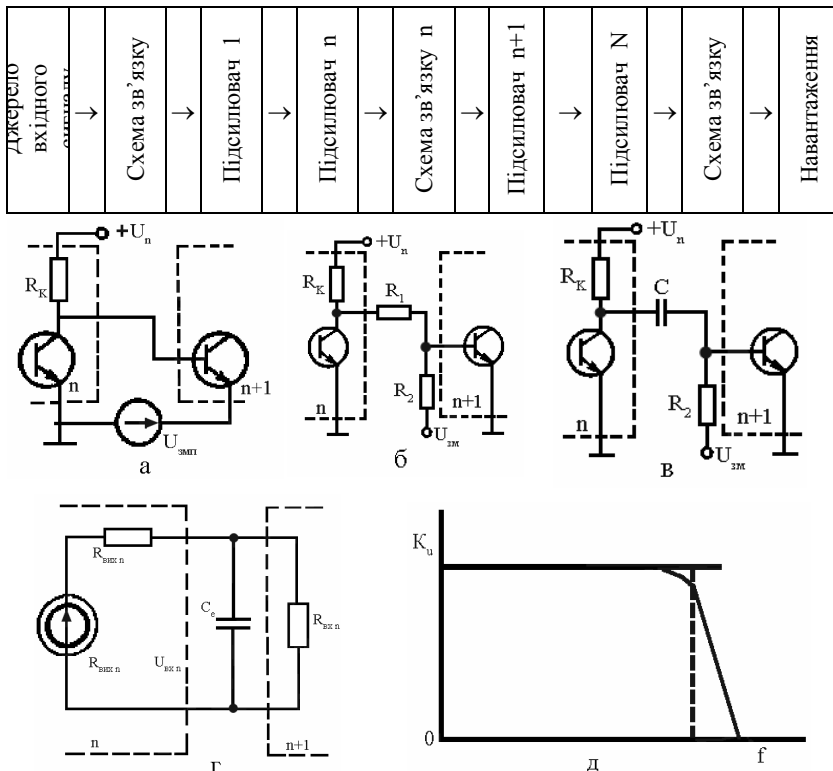 Джерело
вхідного
→
Схема зв’язку
→
Підсилювач 1
→
Підсилювач n
→
Схема зв’язку n
→
Підсилювач n+1
→
Підсилювач N
→
Схема зв’язку
→
Навантаження
+Uп
RК
n
n+1
Uзмп
а
+Uп
RК
R1
R2
n
n+1
Uзм
б
+Uп
RК
C
R2
n
n+1
Uзм
в
Rвих n
Cе
Rвх n
Rвих n
Uвх n
n
n+1
г
Кu
0
f
д